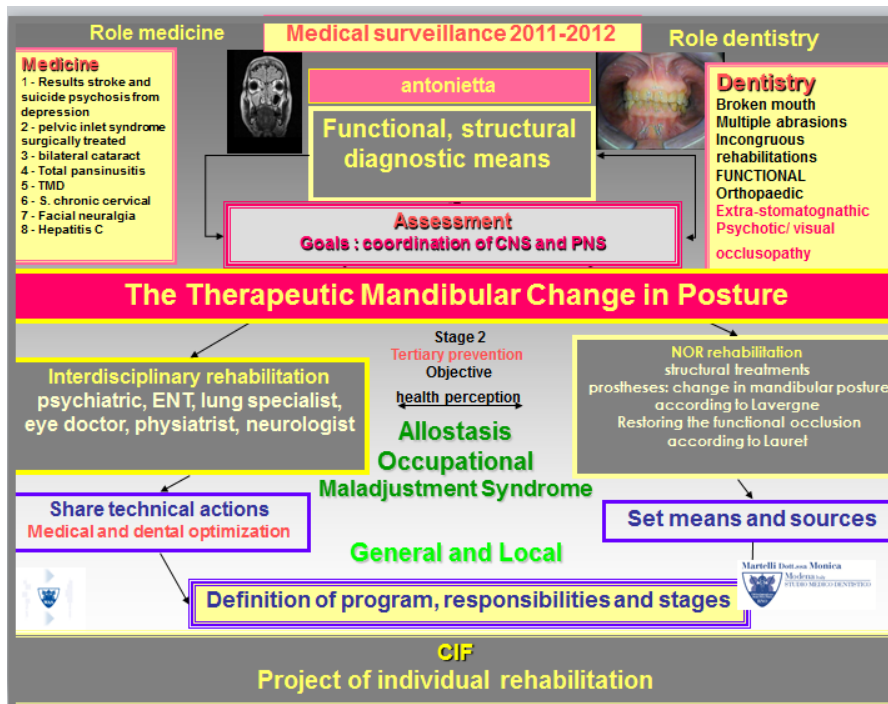 Role medicine
Medical surveillance 2011-2012
Role dentistry
Medicine
1 - Results stroke and
suicide psychosis from
depression
2 - pelvic inlet syndrome
surgically treated
3 - bilateral cataract
4 - Total pansinusitis
5 - TMD
6 - S. chronic cervical
7 - Facial neuralgia
8 - Hepatitis C
antonietta
Functional, structural
diagnostic means
Dentistry
Broken mouth
Multiple abrasions
Incongruous
rehabilitations
FUNCTIONAL
Orthopaedic
Extra-stomatognathic
Psychotic/ visual
occlusopathy
Assessment
Goals : coordination of CNS and PNS
The Therapeutic Mandibular Change in Posture
Interdisciplinary rehabilitation
psychiatric, ENT, lung specialist,
eye doctor, physiatrist, neurologist
Stage 2
Tertiary prevention
Objective
health perception
Allostasis
Occupational
Maladjustment Syndrome
NOR rehabilitation
structural treatments
prostheses: change in mandibular posture
according to Lavergne
Restoring the functional occlusion
according to Lauret
Share technical actions
Medical and dental optimization
Set means and sources
General and Local
Martelli Dott.ssa Monica
Modena Italy
STUDIO MEDICO DENTISTICO
Definition of program, responsibilities and stages
CIF
Project of individual rehabilitation